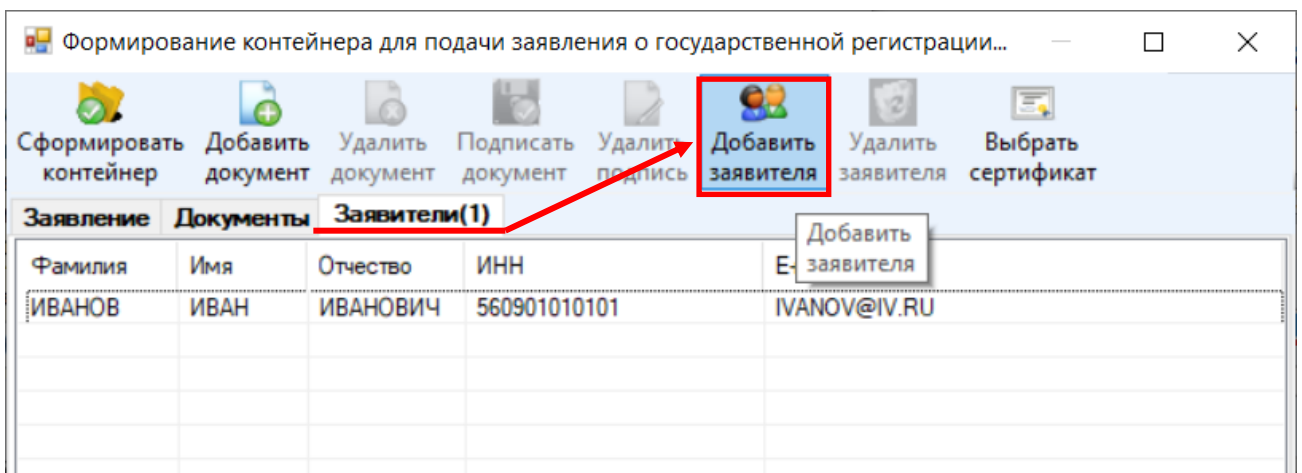 Формирование контейнера для подачи заявления о государственной регистрации...
Сформировать Добавить Удалить Подписать Удалить Добавить Удалить Выбрать
контейнер документ документ документ подпись заявителя заявителя сертификат
Заявление Документы Заявители(1)
Добавить
заявителя
Фамилия Имя Отчество ИНН E-
ИВАНОВ ИВАН ИВАНОВИЧ 560901010101 IVANOV@IV.RU